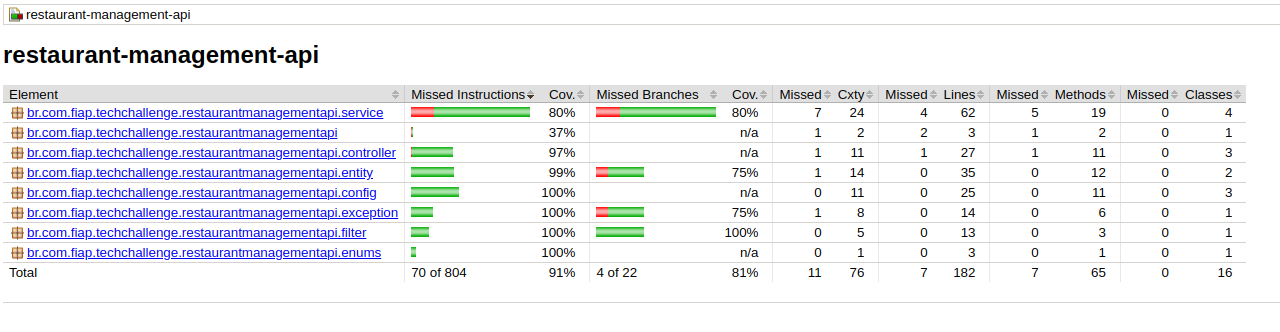 restaurant-management-api
restaurant-management-api
Element Missed Instructions Cov. Missed Branches Cov. Missed Cxty Missed Lines Missed Methods Missed Classes
br.com.fiap.techchallenge.restaurantmanagementapi.service 80% 80% 7 24 4 62 5 19 0 4
br.com.fiap.techchallenge.restaurantmanagementapi 37% n/a 1 2 2 3 1 2 0 1
br.com.fiap.techchallenge.restaurantmanagementapi.controller 97% n/a 1 11 1 27 1 11 0 3
br.com.fiap.techchallenge.restaurantmanagementapi.entity 99% 75% 1 14 0 35 0 12 0 2
br.com.fiap.techchallenge.restaurantmanagementapi.config 100% n/a 0 11 0 25 0 11 0 3
br.com.fiap.techchallenge.restaurantmanagementapi.exception 100% 75% 1 8 0 14 0 6 0 1
br.com.fiap.techchallenge.restaurantmanagementapi.filter 100% 100% 0 5 0 13 0 3 0 1
br.com.fiap.techchallenge.restaurantmanagementapi.enums 100% n/a 0 1 0 3 0 1 0 1
Total 70 of 804 91% 4 of 22 81% 11 76 7 182 7 65 0 16